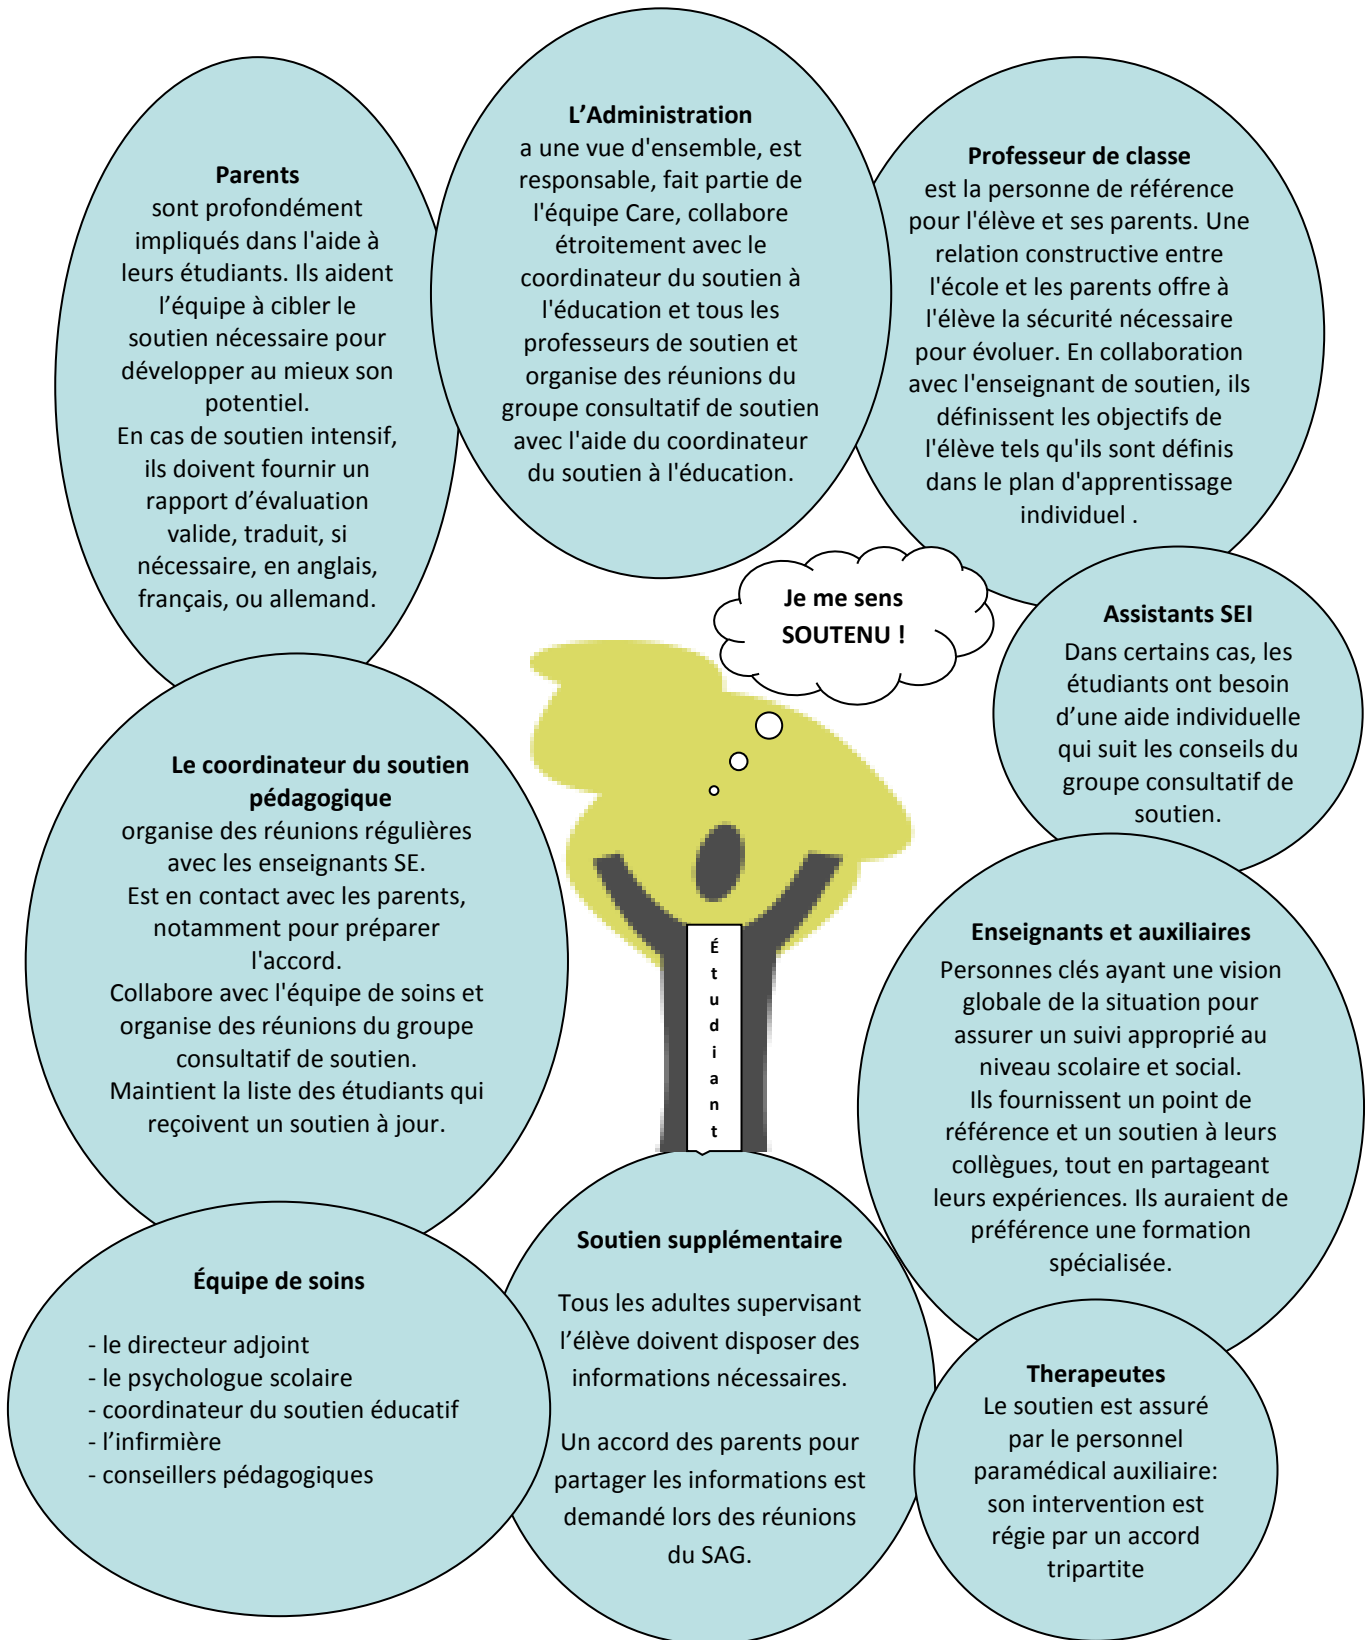 Parents
sont profondément
impliqués dans l'aide à
leurs étudiants. Ils aident
l’équipe à cibler le
soutien nécessaire pour
développer au mieux son
potentiel.
En cas de soutien intensif,
ils doivent fournir un
rapport d’évaluation
valide, traduit, si
nécessaire, en anglais,
français, ou allemand.
L’Administration
a une vue d'ensemble, est
responsable, fait partie de
l'équipe Care, collabore
étroitement avec le
coordinateur du soutien à
l'éducation et tous les
professeurs de soutien et
organise des réunions du
groupe consultatif de soutien
avec l'aide du coordinateur
du soutien à l'éducation.
Professeur de classe
est la personne de référence
pour l'élève et ses parents. Une
relation constructive entre
l'école et les parents offre à
l'élève la sécurité nécessaire
pour évoluer. En collaboration
avec l'enseignant de soutien, ils
définissent les objectifs de
l'élève tels qu'ils sont définis
dans le plan d'apprentissage
individuel .
Je me sens
SOUTENU !
Assistants SEI
Dans certains cas, les
étudiants ont besoin
d’une aide individuelle
qui suit les conseils du
groupe consultatif de
soutien.
Le coordinateur du soutien
pédagogique
organise des réunions régulières
avec les enseignants SE.
Est en contact avec les parents,
notamment pour préparer
l'accord.
Collabore avec l'équipe de soins et
organise des réunions du groupe
consultatif de soutien.
Maintient la liste des étudiants qui
reçoivent un soutien à jour.
É
t
u
d
i
a
n
t
Enseignants et auxiliaires
Personnes clés ayant une vision
globale de la situation pour
assurer un suivi approprié au
niveau scolaire et social.
Ils fournissent un point de
référence et un soutien à leurs
collègues, tout en partageant
leurs expériences. Ils auraient de
préférence une formation
spécialisée.
Équipe de soins
- le directeur adjoint
- le psychologue scolaire
- coordinateur du soutien éducatif
- l’infirmière
- conseillers pédagogiques
Soutien supplémentaire
Tous les adultes supervisant
l’élève doivent disposer des
informations nécessaires.
Un accord des parents pour
partager les informations est
demandé lors des réunions
du SAG.
Therapeutes
Le soutien est assuré
par le personnel
paramédical auxiliaire:
son intervention est
régie par un accord
tripartite